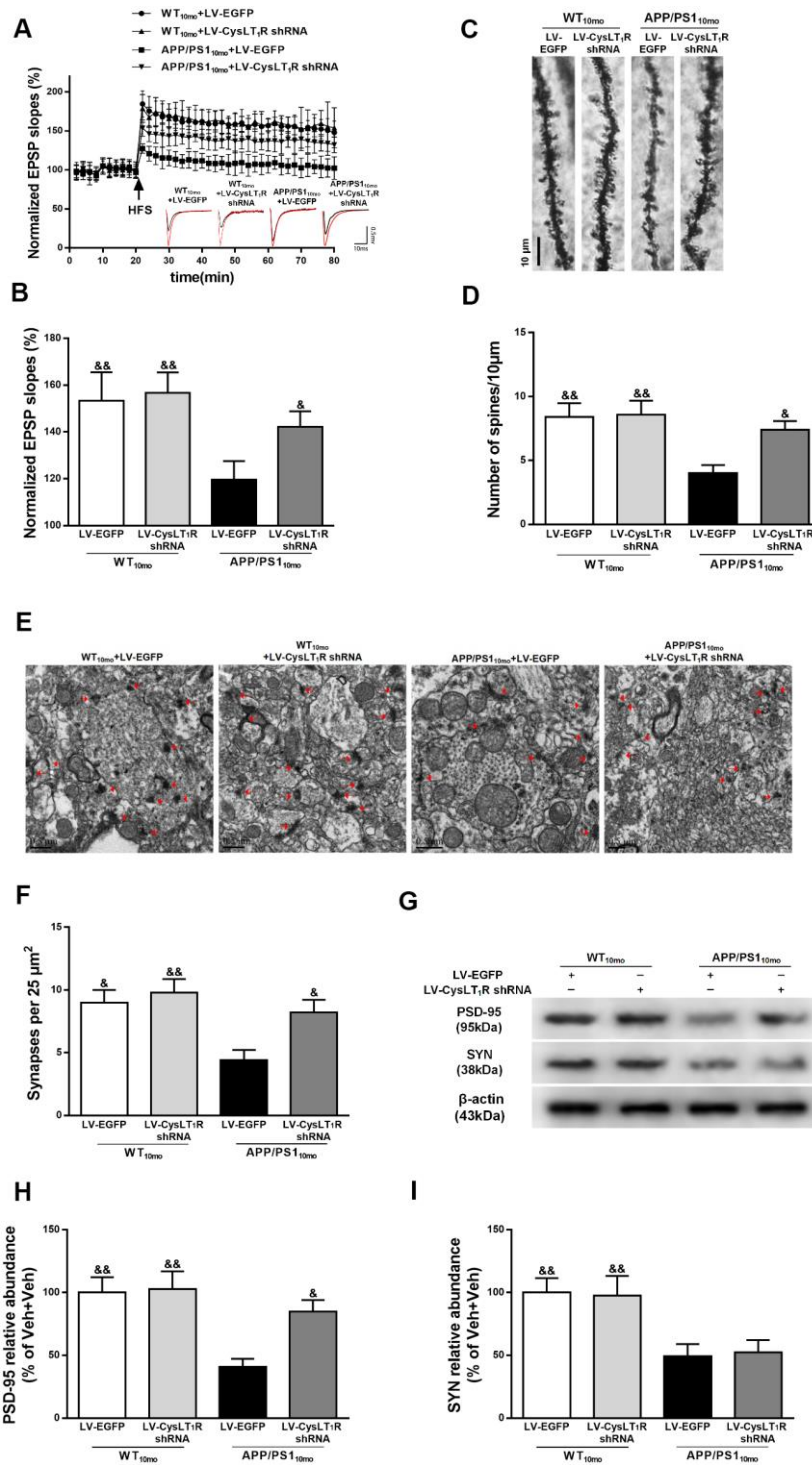 A
WT10mo+LV-EGFP
WT10mo+LV-CysLT1R shRNA
APP/PS110mo+LV-EGFP
APP/PS110mo+LV-CysLT1R shRNA
Normalized EPSP slopes (%)
200
150
100
50
0
HFS
WT10mo
+LV-EGFP
WT10mo
+LV-CysLT1R
shRNA
APP/PS110mo
+LV-EGFP
APP/PS110mo
+LV-CysLT1R
shRNA
0.5mv
10ms
0 10 20 30 40 50 60 70 80
time(min)
C
WT10mo APP/PS110mo
LV-
EGFP
LV-CysLT1R
shRNA
LV-
EGFP
LV-CysLT1R
shRNA
10 μm
B
Normalized EPSP slopes (%)
180
160
140
120
100
&& && &
LV-EGFP LV-CysLT1R
shRNA
LV-EGFP LV-CysLT1R
shRNA
WT10mo APP/PS110mo
D
Number of spines/10μm
15
10
5
0
&& && &
LV-EGFP LV-CysLT1R
shRNA
LV-EGFP LV-CysLT1R
shRNA
WT10mo APP/PS110mo
E
WT10mo+LV-EGFP
WT10mo
+LV-CysLT1R shRNA
APP/PS110mo+LV-EGFP
APP/PS110mo
+LV-CysLT1R shRNA
F
Synapses per 25 μm2
15
10
5
0
& && &
LV-EGFP LV-CysLT1R
shRNA
LV-EGFP LV-CysLT1R
shRNA
WT10mo APP/PS110mo
G
WT10mo APP/PS110mo
LV-EGFP + – + –
LV-CysLT1R shRNA – + – +
PSD-95
(95kDa)
SYN
(38kDa)
β-actin
(43kDa)
H
PSD-95 relative abundance
(% of Veh+Veh)
150
100
50
0
&& && &
LV-EGFP LV-CysLT1R
shRNA
LV-EGFP LV-CysLT1R
shRNA
WT10mo APP/PS110mo
I
SYN relative abundance
(% of Veh+Veh)
150
100
50
0
&& &&
LV-EGFP LV-CysLT1R
shRNA
LV-EGFP LV-CysLT1R
shRNA
WT10mo APP/PS110mo